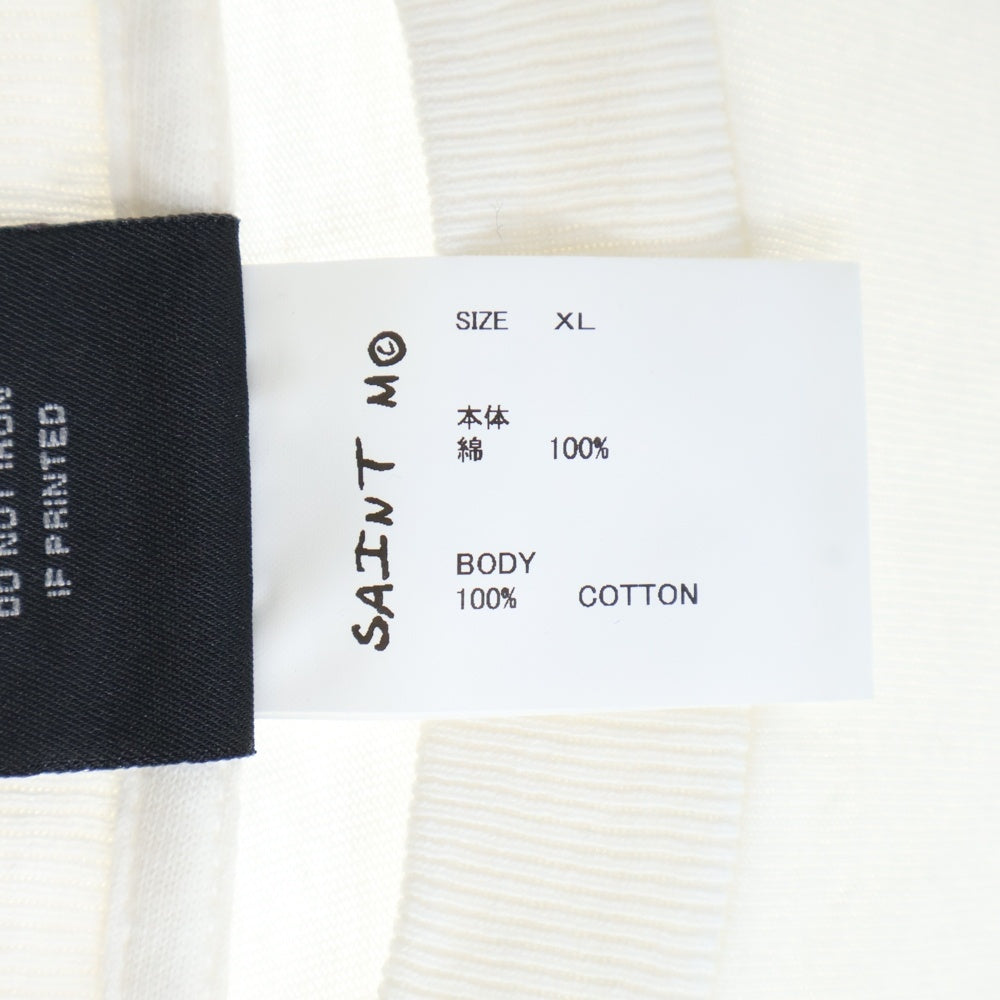 DO NOT IRON
IF PRINTED
SAINT M©
SIZE XL
本体
綿 100%
BODY
100% COTTON